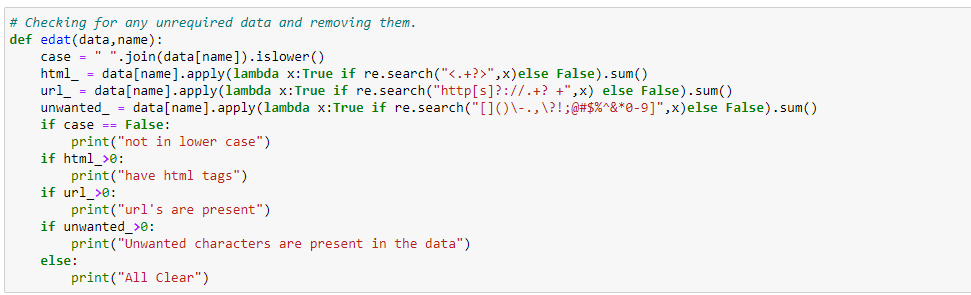 # Checking for any unrequired data and removing them.
def edat(data,name):
    case = " ".join(data[name]).islower()
    html_ = data[name].apply(lambda x:True if re.search("<.+?>",x)else False).sum()
    url_ = data[name].apply(lambda x:True if re.search("http[s]?://.+? +",x) else False).sum()
    unwanted_ = data[name].apply(lambda x:True if re.search("[]()\-.,\?!;@#$%^&*0-9]",x)else False).sum()
    if case == False:
        print("not in lower case")
    if html_>0:
        print("have html tags")
    if url_>0:
        print("url's are present")
    if unwanted_>0:
        print("Unwanted characters are present in the data")
    else:
        print("All Clear")